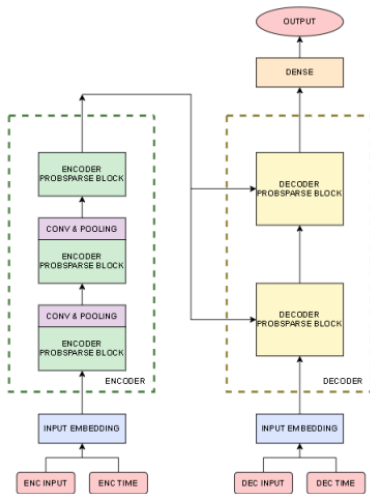 OUTPUT
DENSE
ENCODER
PROBSPARSE BLOCK
CONV & POOLING
ENCODER
PROBSPARSE BLOCK
CONV & POOLING
ENCODER
PROBSPARSE BLOCK
ENCODER
DECODER
PROBSPARSE BLOCK
DECODER
PROBSPARSE BLOCK
DECODER
INPUT EMBEDDING
INPUT EMBEDDING
ENC INPUT
ENC TIME
DEC INPUT
DEC TIME